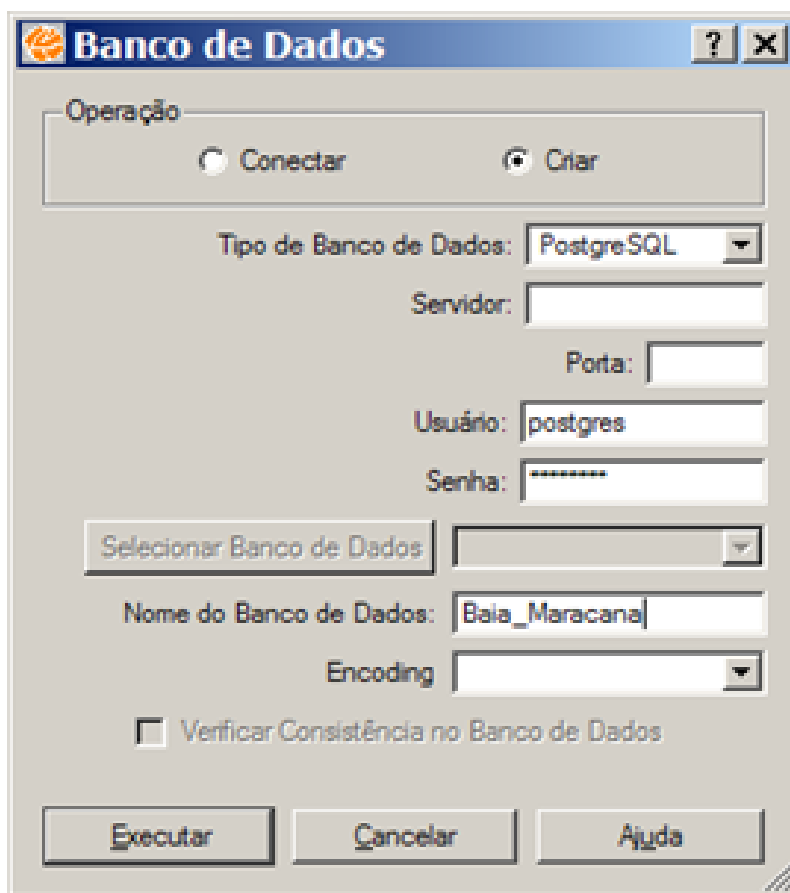 Banco de Dados
Operação
Conectar Criar
Tipo de Banco de Dados: PostgreSQL
Servidor:
Porta:
Usuário: postgres
Senha: ********
Selecionar Banco de Dados
Nome do Banco de Dados: Baia_Maracana
Encoding
Verificar Consistência no Banco de Dados
Executar Cancelar Ajuda